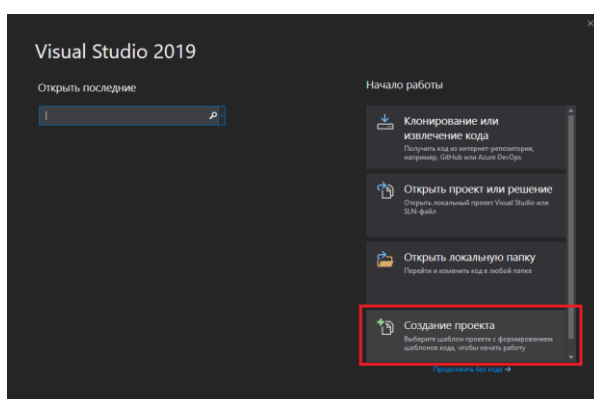 Visual Studio 2019
Открыть последние
Начало работы
Клонирование или
извлечение кода
Получить код из интернет-репозитория,
например, GitHub или Azure DevOps
Открыть проект или решение
Открыть локальный проект Visual Studio или
SLN-файл
Открыть локальную папку
Перейти и изменить код в любой папке
Создание проекта
Выберите шаблон проекта с формированием
шаблонов кода, чтобы начать работу
Продолжить без кода →